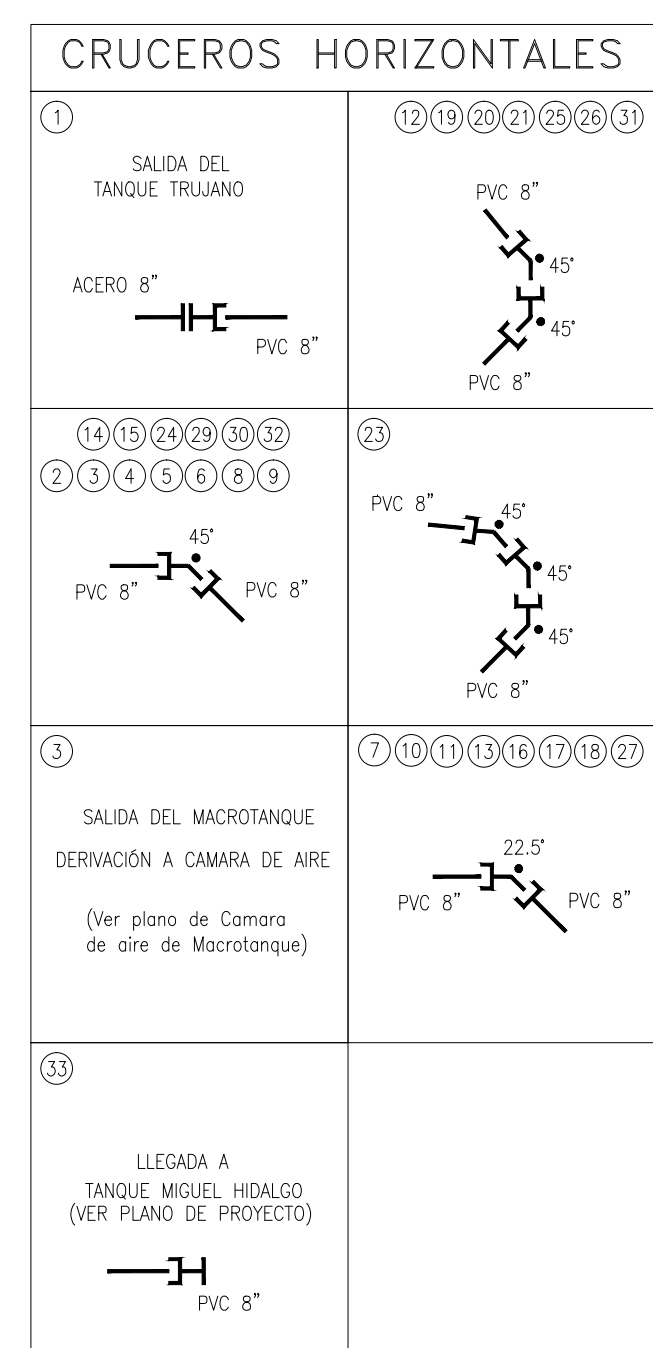 CRUCEROS HORIZONTALES
1
SALIDA DEL
TANQUE TRUJANO
ACERO 8"
PVC 8"
12 19 20 21 25 26 31
PVC 8"
45°
45°
PVC 8"
14 15 24 29 30 32
2 3 4 5 6 8 9
45°
PVC 8"
PVC 8"
23
PVC 8"
45°
45°
45°
PVC 8"
3
SALIDA DEL MACROTANQUE
DERIVACIÓN A CAMARA DE AIRE
(Ver plano de Camara
de aire de Macrotanque)
7 10 11 13 16 17 18 27
22.5°
PVC 8"
PVC 8"
33
LLEGADA A
TANQUE MIGUEL HIDALGO
(VER PLANO DE PROYECTO)
PVC 8"